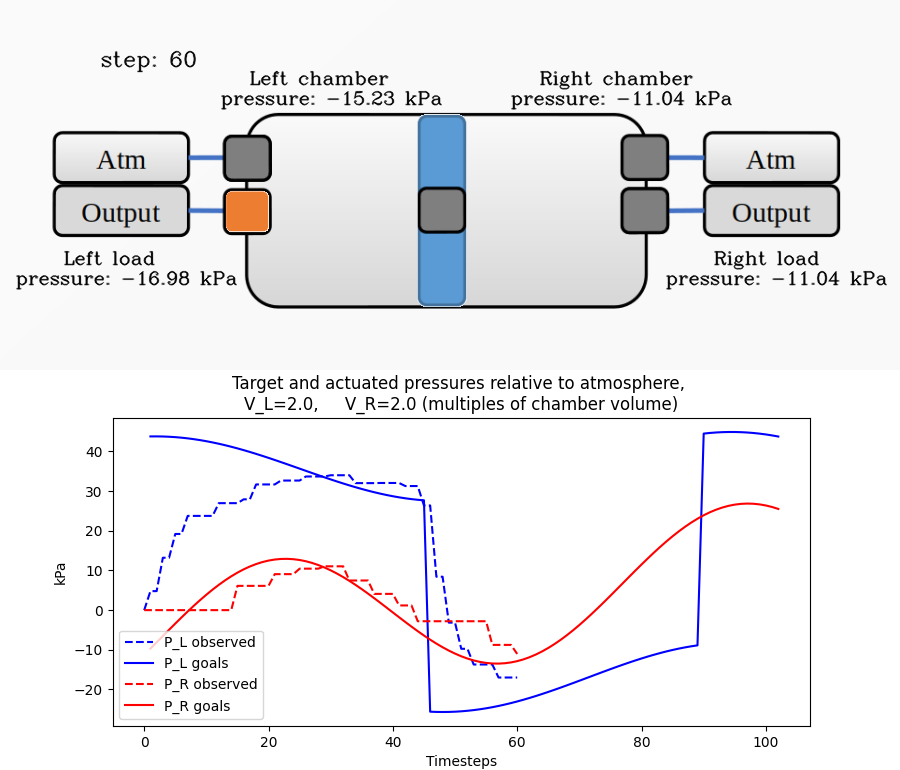 step: 60
Left chamber
pressure: −15.23 kPa
Right chamber
pressure: −11.04 kPa
Atm
Output
Atm
Output
Left load
pressure: −16.98 kPa
Right load
pressure: −11.04 kPa
Target and actuated pressures relative to atmosphere,
V_L=2.0, V_R=2.0 (multiples of chamber volume)
kPa
40
30
20
10
0
−10
−20
P_L observed
P_L goals
P_R observed
P_R goals
0 20 40 60 80 100
Timesteps